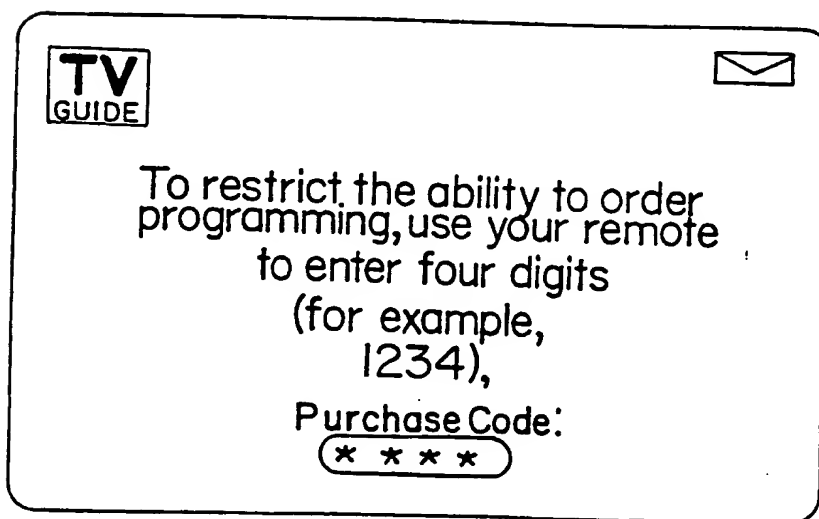 TV
GUIDE
To restrict the ability to order
programming, use your remote
to enter four digits
(for example,
1234),
Purchase Code:
* * * *